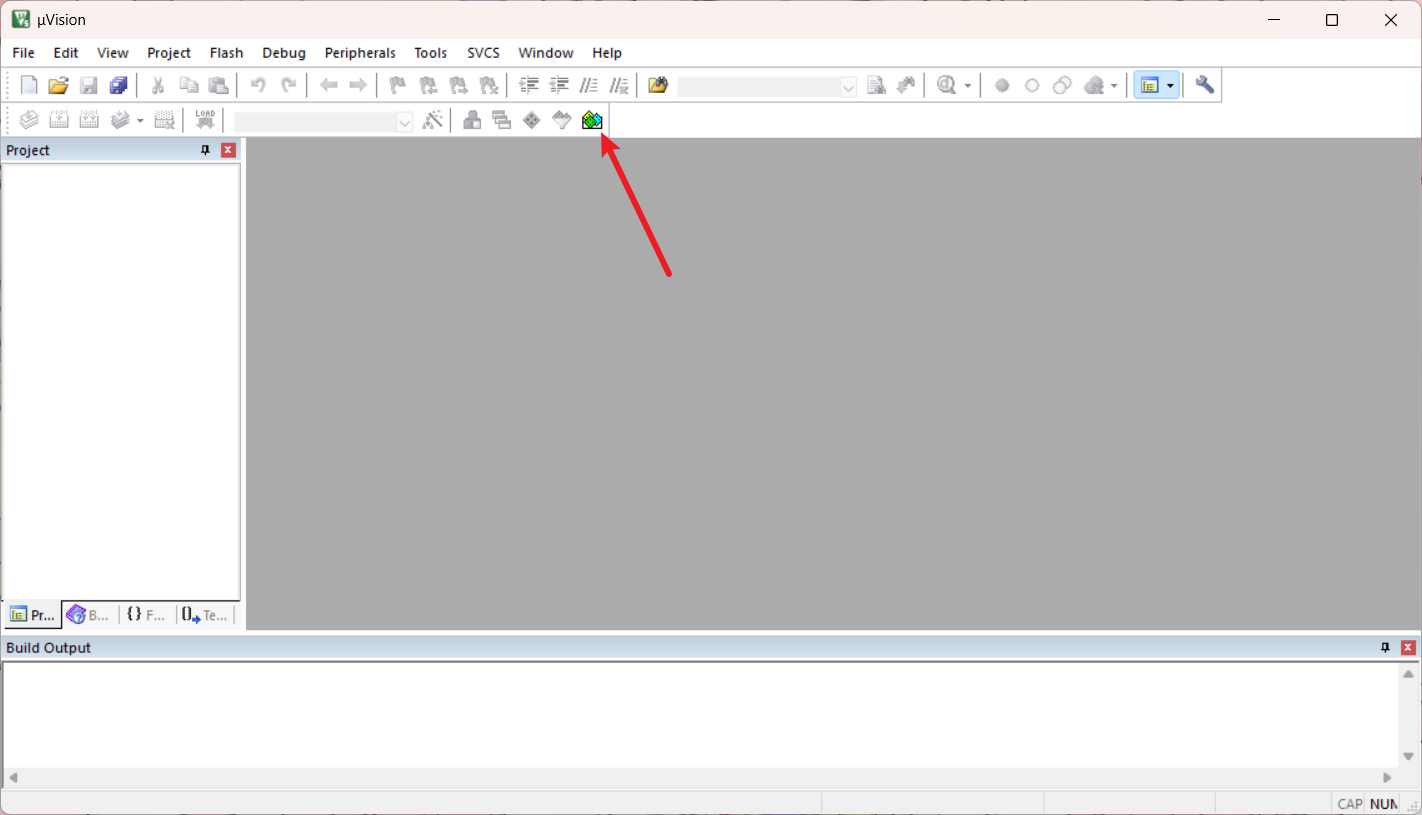 µVision
File Edit View Project Flash Debug Peripherals Tools SVCS Window Help
LOAD
Project
Pr... B... {} F... Te...
Build Output
CAP NUM